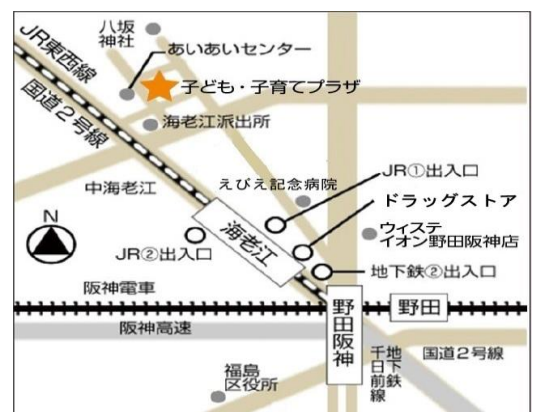 八坂
神社
あいあいセンター
JR東西線
国道2号線
子ども・子育てプラザ
海老江派出所
中海老江
えびえ記念病院
JR①出入口
ドラッグストア
N
海老江
ウィステ
イオン野田阪神店
JR②出入口
地下鉄②出入口
阪神電車
野田阪神
野田
阪神高速
地下鉄
千日前線
国道2号線
福島
区役所